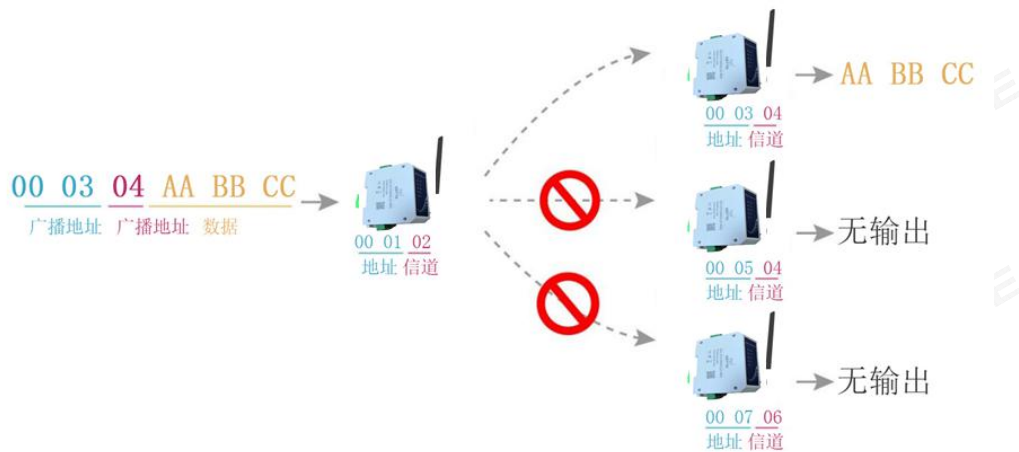 00 03 04 AA BB CC
广播地址 广播地址 数据
00 01 02
地址 信道
00 03 04
地址 信道
AA BB CC
00 05 04
地址 信道
无输出
00 07 06
地址 信道
无输出